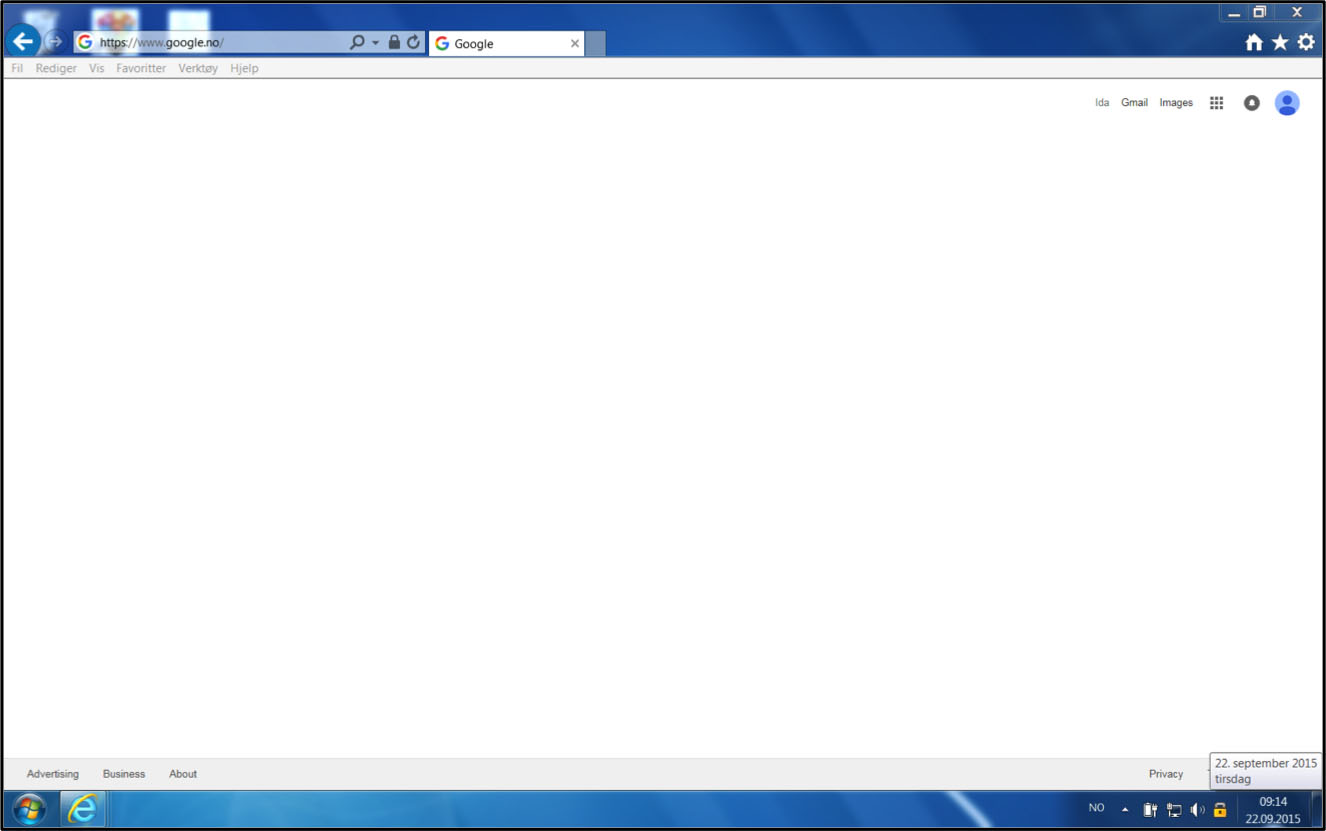 https://www.google.no/
Google
Fil Rediger Vis Favoritter Verktøy Hjelp
Ida Gmail Images
Advertising Business About
Privacy
22. september 2015
tirsdag
NO
09:14
22.09.2015